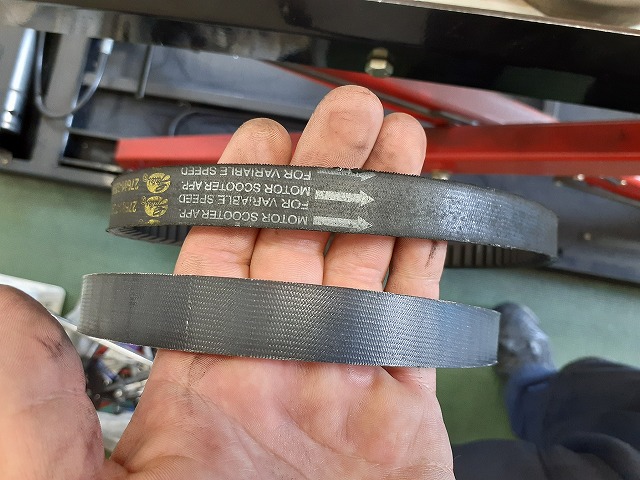 MOTOR SCOOTER APP.
FOR VARIABLE SPEED
MOTOR SCOOTER APP.
FOR VARIABLE SPEED